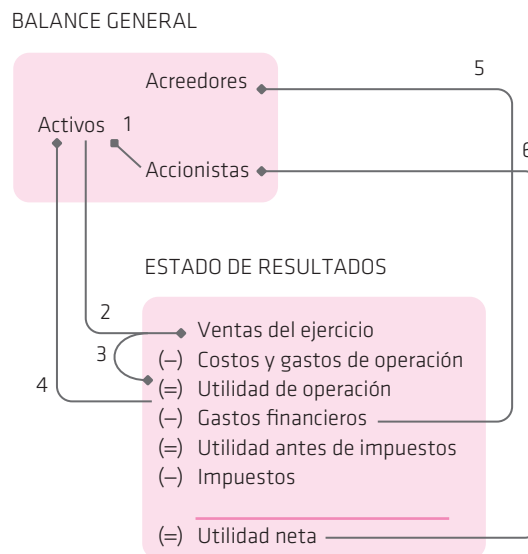 BALANCE GENERAL
Acreedores
5
Activos 1
6
Accionistas
ESTADO DE RESULTADOS
2
Ventas del ejercicio
3
(–) Costos y gastos de operación
4
(=) Utilidad de operación
(–) Gastos financieros
(=) Utilidad antes de impuestos
(–) Impuestos
(=) Utilidad neta